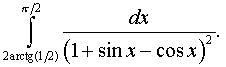 ∫_{2arctg(1/2)}^{π/2} dx / (1 + sin x − cos x)^2 .